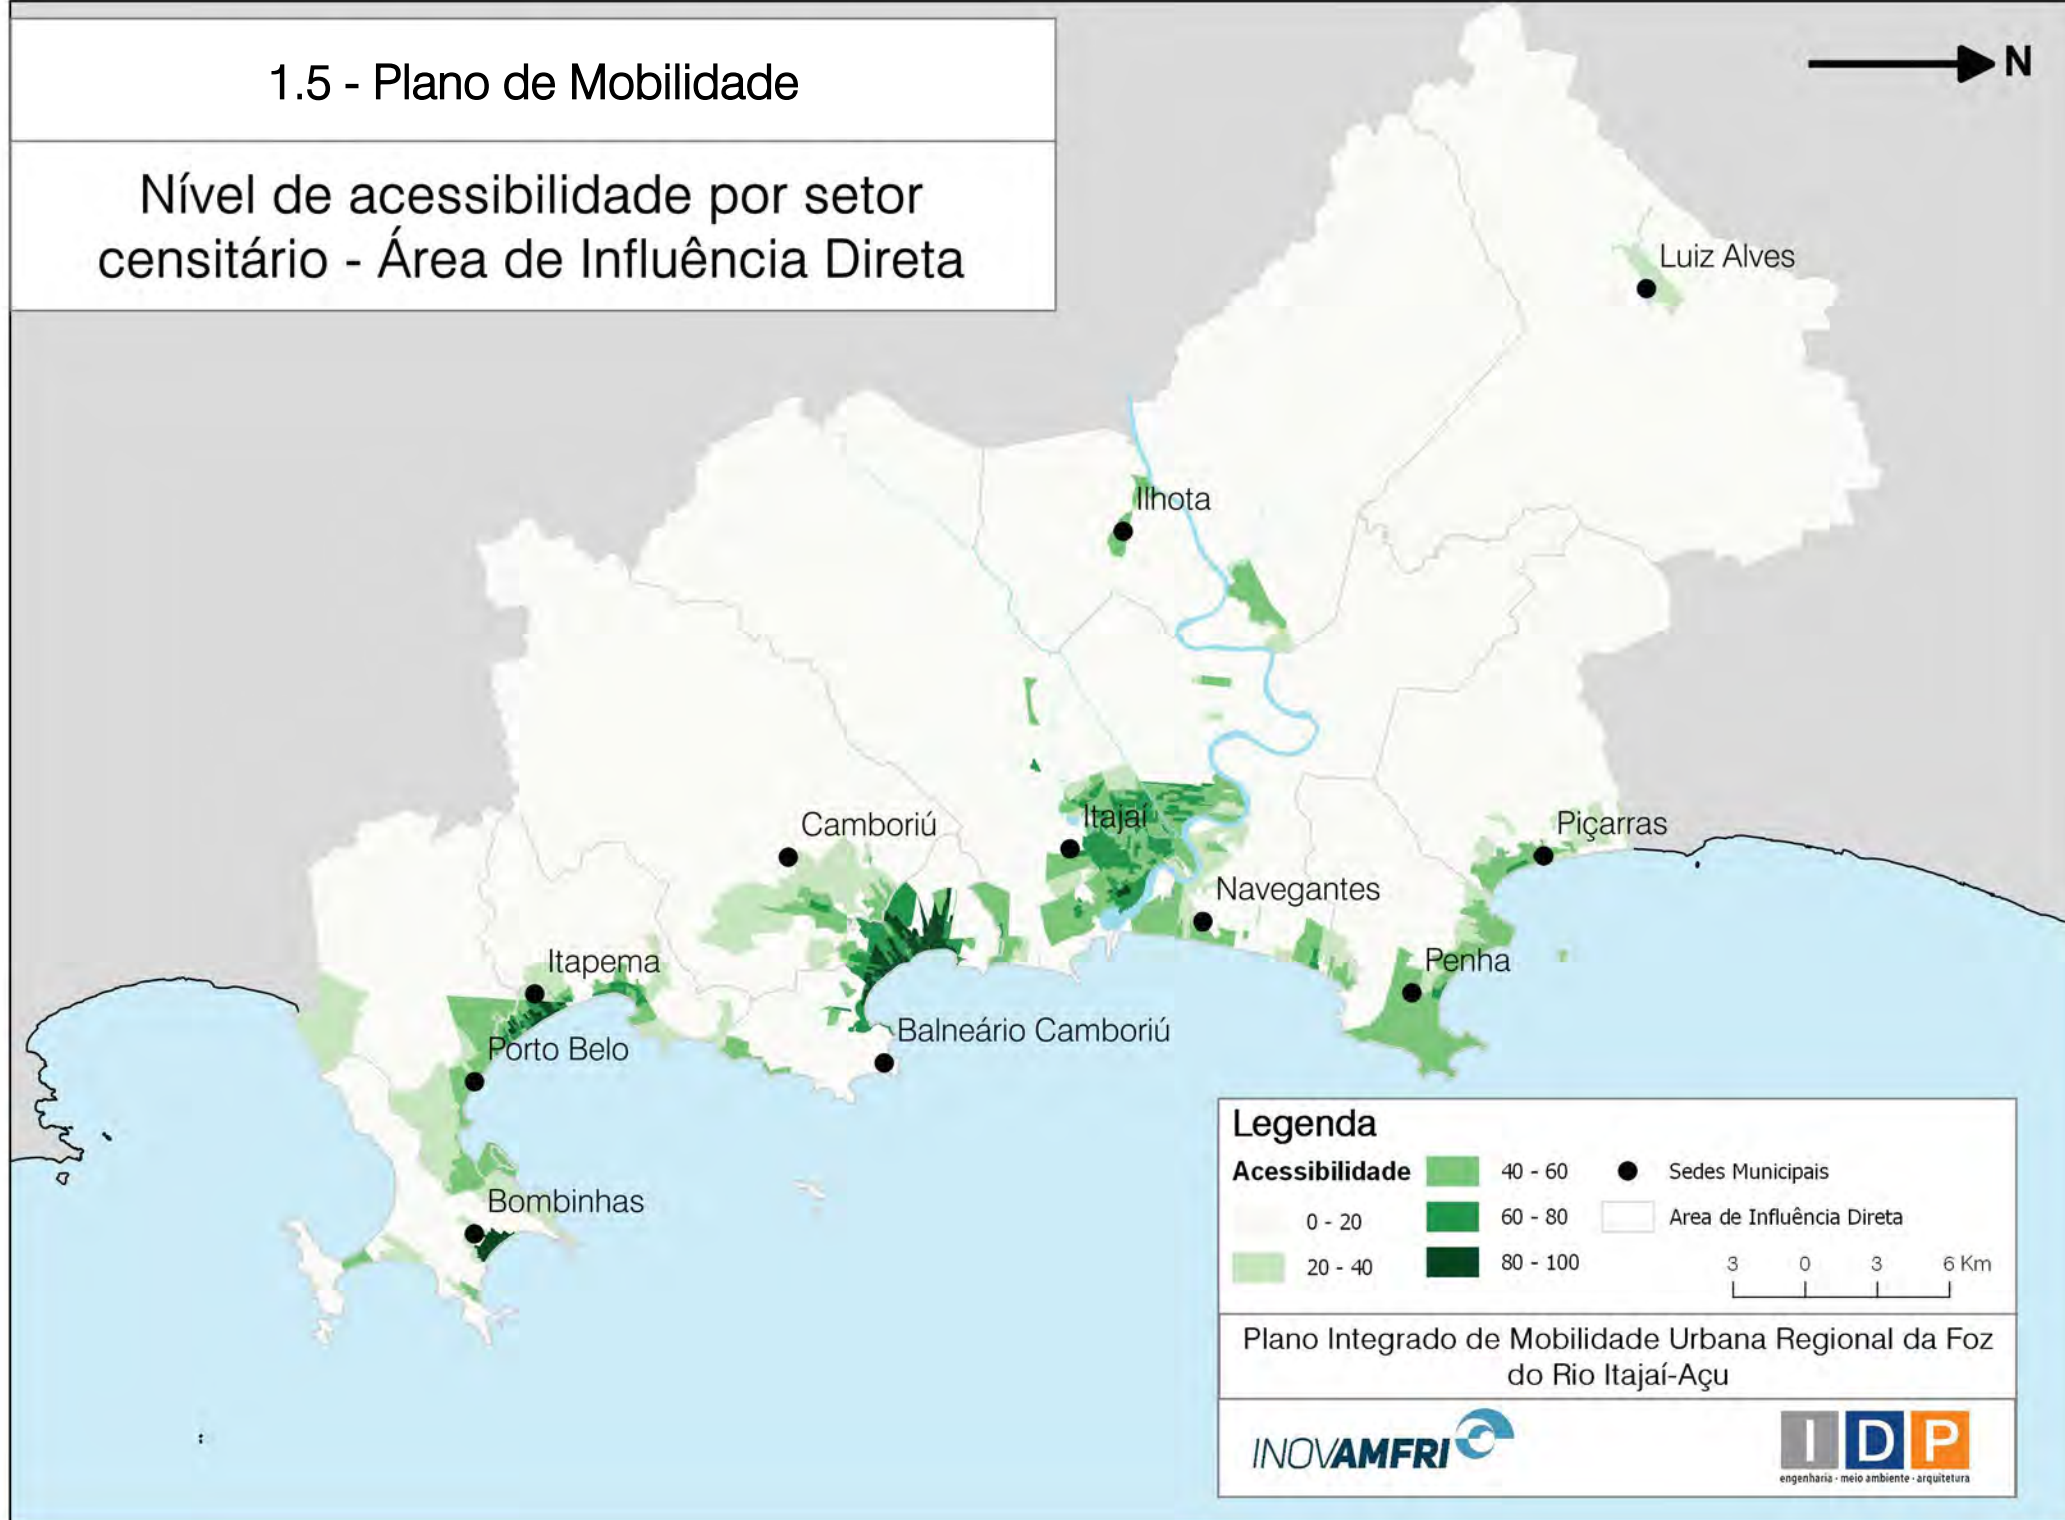 1.5 - Plano de Mobilidade
Nível de acessibilidade por setor
censitário - Área de Influência Direta
N
Luiz Alves
Ilhota
Camboriú
Itajaí
Piçarras
Navegantes
Itapema
Penha
Balneário Camboriú
Porto Belo
Bombinhas
Legenda
Acessibilidade
0 - 20
20 - 40
40 - 60
60 - 80
80 - 100
Sedes Municipais
Area de Influência Direta
3 0 3 6 Km
Plano Integrado de Mobilidade Urbana Regional da Foz
do Rio Itajaí-Açu
INOVAMFRI
IDP
engenharia · meio ambiente · arquitetura